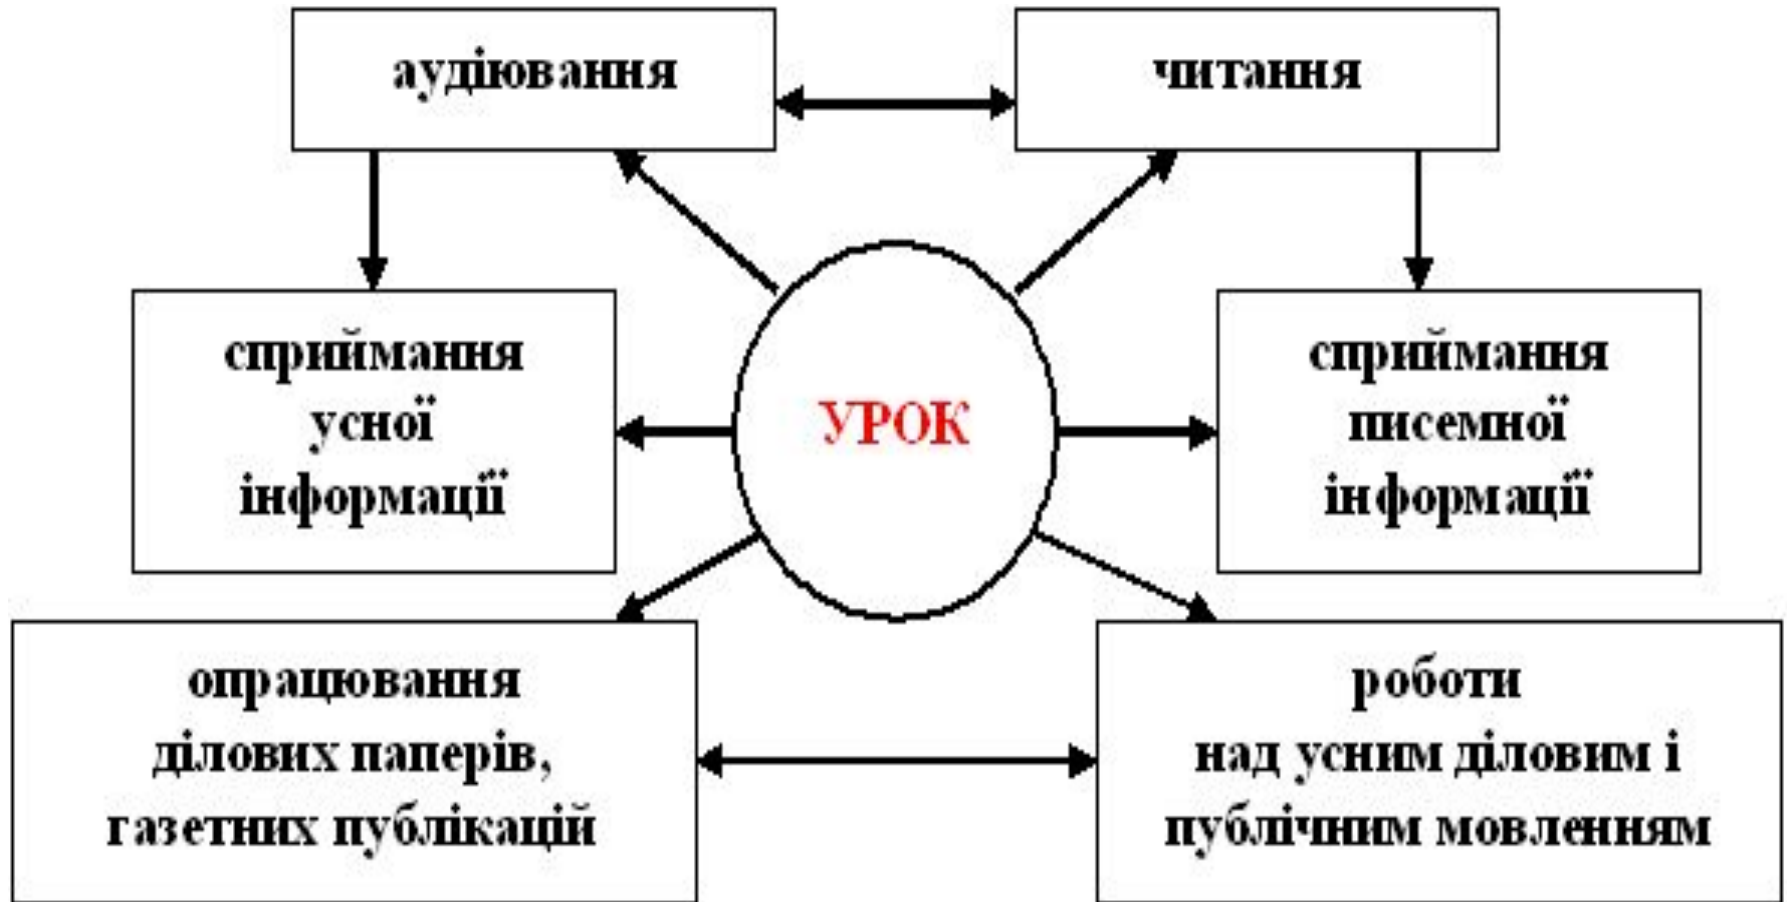 аудіювання
читання
сприймання
усної
інформації
УРОК
сприймання
писемної
інформації
опрацювання
ділових паперів,
газетних публікацій
роботи
над усним діловим і
публічним мовленням